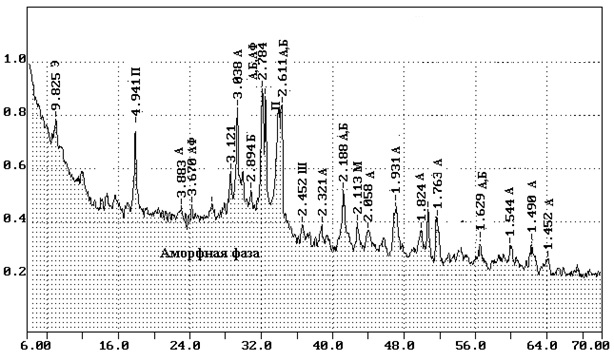 1.0
0.8
0.6
0.4
0.2
9.825 Э
4.941 П
3.883 А
3.670 Аф
3.121
3.038 А
2.894 Б
А,Б,Аф
2.784
П
2.611 А,Б
2.452 Ш
2.321 А
2.188 А,Б
2.113 М
2.058 А
1.931 А
1.824 А
1.763 А
1.629 А,Б
1.544 А
1.490 А
1.452 А
Аморфная фаза
6.00 16.0 24.0 32.0 40.0 48.0 56.0 64.0 70.00